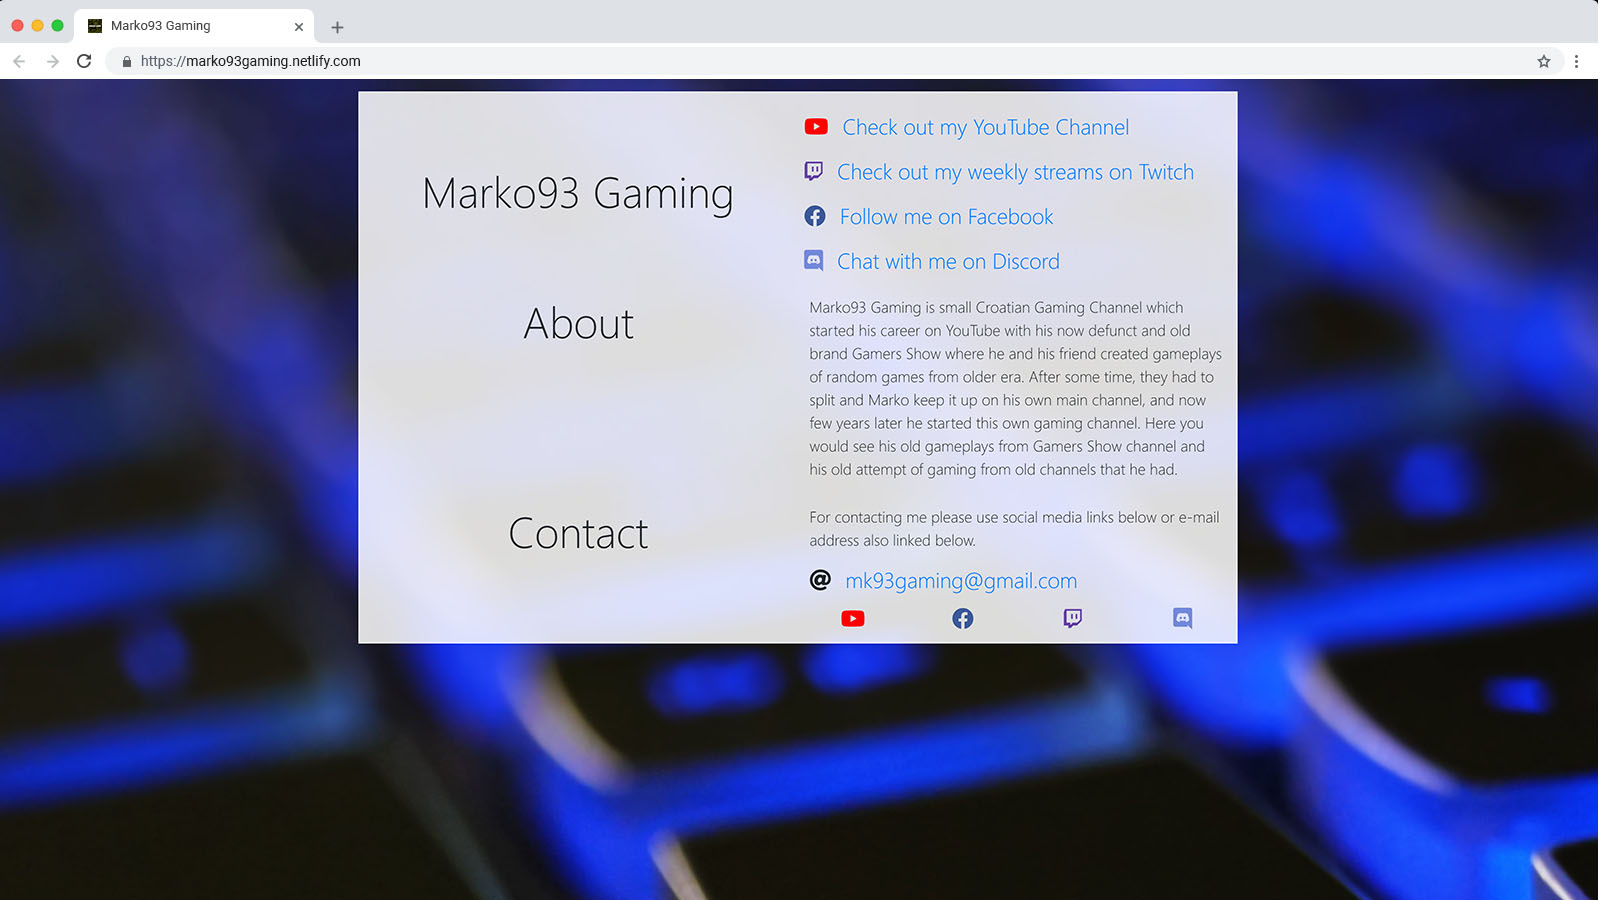 Marko93 Gaming
https://marko93gaming.netlify.com
Marko93 Gaming
Check out my YouTube Channel
Check out my weekly streams on Twitch
Follow me on Facebook
Chat with me on Discord
About
Marko93 Gaming is small Croatian Gaming Channel which
started his career on YouTube with his now defunct and old
brand Gamers Show where he and his friend created gameplays
of random games from older era. After some time, they had to
split and Marko keep it up on his own main channel, and now
few years later he started this own gaming channel. Here you
would see his old gameplays from Gamers Show channel and
his old attempt of gaming from old channels that he had.
Contact
For contacting me please use social media links below or e-mail
address also linked below.
mk93gaming@gmail.com